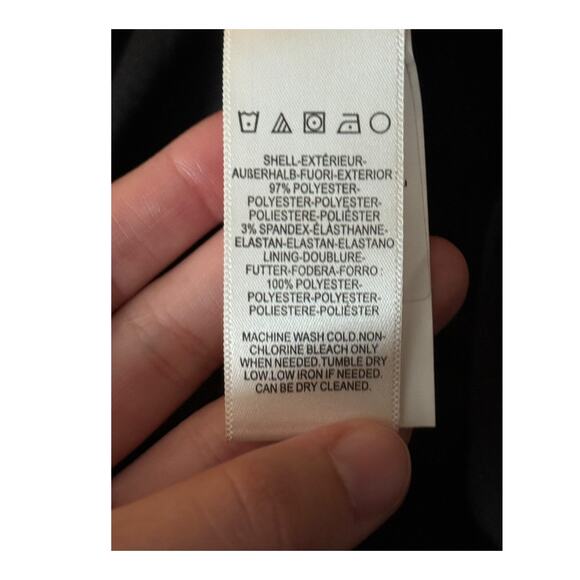 SHELL-EXTÉRIEUR-
AUßERHALB-FUORI-EXTERIOR:
97% POLYESTER-
POLYESTER-POLYESTER-
POLIESTERE-POLIÉSTER
3% SPANDEX-ÉLASTHANNE-
ELASTAN-ELASTAN-ELASTANO
LINING-DOUBLURE-
FUTTER-FODERA-FORRO:
100% POLYESTER-
POLYESTER-POLYESTER-
POLIESTERE-POLIÉSTER
MACHINE WASH COLD.NON-
CHLORINE BLEACH ONLY
WHEN NEEDED.TUMBLE DRY
LOW.LOW IRON IF NEEDED.
CAN BE DRY CLEANED.